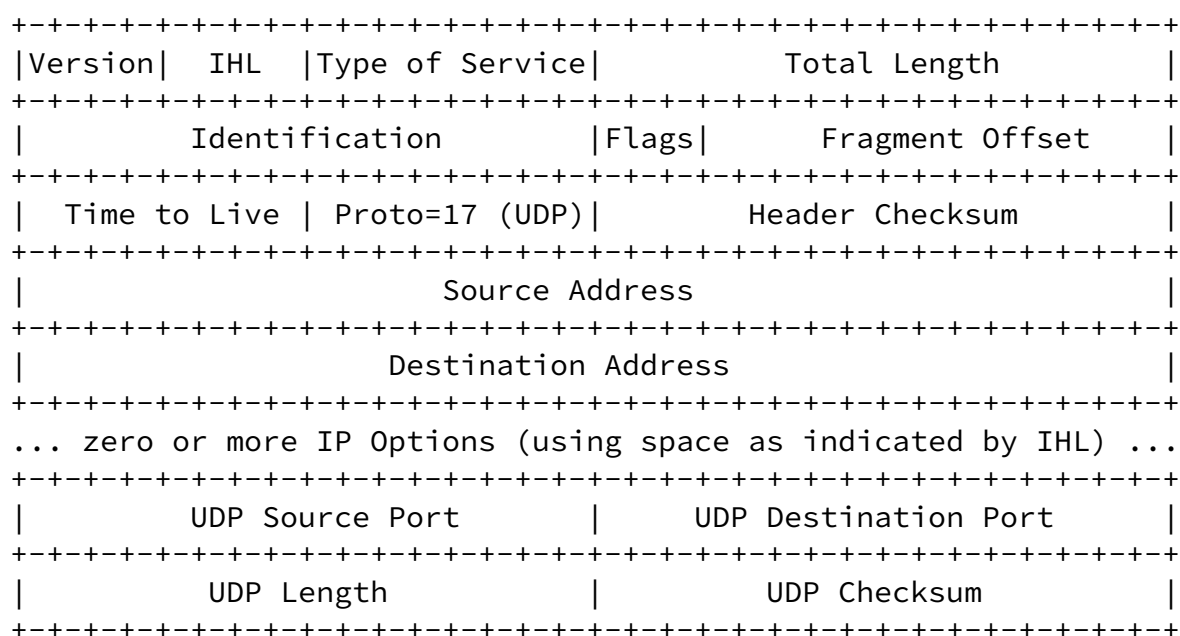 +-+-+-+-+-+-+-+-+-+-+-+-+-+-+-+-+-+-+-+-+-+-+-+-+-+-+-+-+-+-+-+-+
|Version|  IHL  |Type of Service|          Total Length         |
+-+-+-+-+-+-+-+-+-+-+-+-+-+-+-+-+-+-+-+-+-+-+-+-+-+-+-+-+-+-+-+-+
|         Identification        |Flags|      Fragment Offset    |
+-+-+-+-+-+-+-+-+-+-+-+-+-+-+-+-+-+-+-+-+-+-+-+-+-+-+-+-+-+-+-+-+
|  Time to Live | Proto=17 (UDP)|        Header Checksum        |
+-+-+-+-+-+-+-+-+-+-+-+-+-+-+-+-+-+-+-+-+-+-+-+-+-+-+-+-+-+-+-+-+
|                       Source Address                          |
+-+-+-+-+-+-+-+-+-+-+-+-+-+-+-+-+-+-+-+-+-+-+-+-+-+-+-+-+-+-+-+-+
|                    Destination Address                        |
+-+-+-+-+-+-+-+-+-+-+-+-+-+-+-+-+-+-+-+-+-+-+-+-+-+-+-+-+-+-+-+-+
... zero or more IP Options (using space as indicated by IHL) ...
+-+-+-+-+-+-+-+-+-+-+-+-+-+-+-+-+-+-+-+-+-+-+-+-+-+-+-+-+-+-+-+-+
|         UDP Source Port       |     UDP Destination Port      |
+-+-+-+-+-+-+-+-+-+-+-+-+-+-+-+-+-+-+-+-+-+-+-+-+-+-+-+-+-+-+-+-+
|          UDP Length           |         UDP Checksum          |
+-+-+-+-+-+-+-+-+-+-+-+-+-+-+-+-+-+-+-+-+-+-+-+-+-+-+-+-+-+-+-+-+